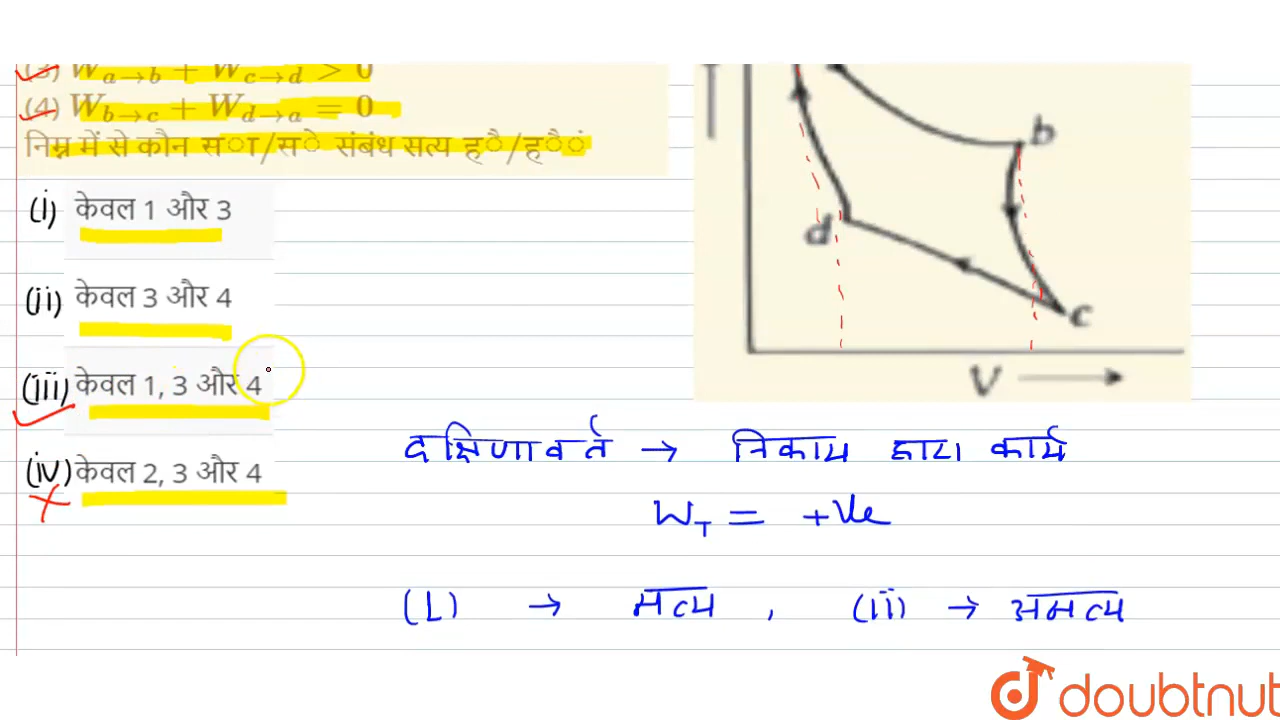 (3) W_{a→b} + W_{c→d} > 0
(4) W_{b→c} + W_{d→a} = 0
निम्न में से कौन सा/से संबंध सत्य है/हैं
(i) केवल 1 और 3
(ii) केवल 3 और 4
(iii) केवल 1, 3 और 4
(iv) केवल 2, 3 और 4
b
d
c
V
दक्षिणावर्त → निकाय द्वारा कार्य
W_T = +Ve
(i) → सत्य , (ii) → असत्य
doubtnut